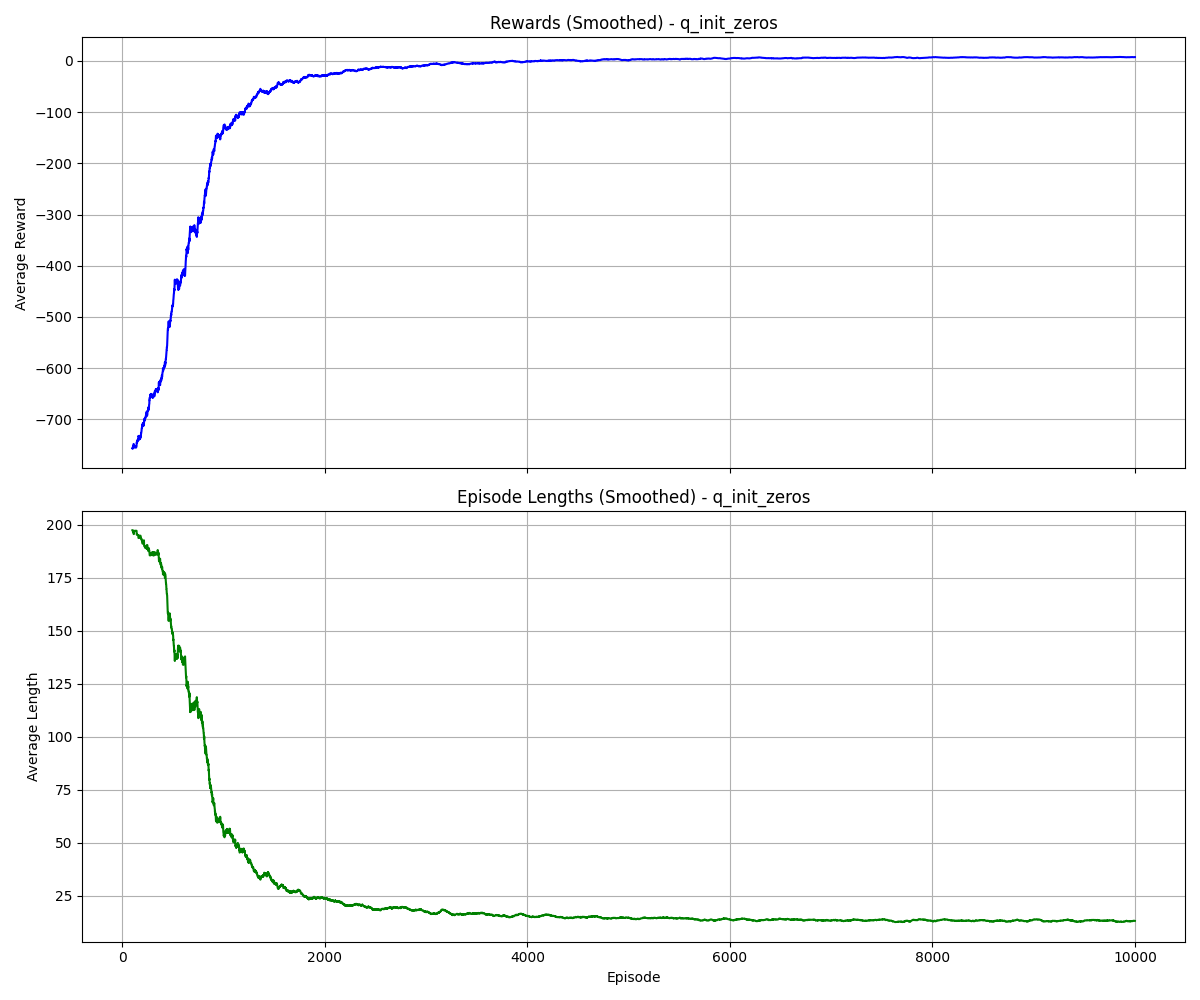 Rewards (Smoothed) - q_init_zeros
0
−100
−200
−300
−400
−500
−600
−700
Average Reward
Episode Lengths (Smoothed) - q_init_zeros
200
175
150
125
100
75
50
25
Average Length
0 2000 4000 6000 8000 10000
Episode